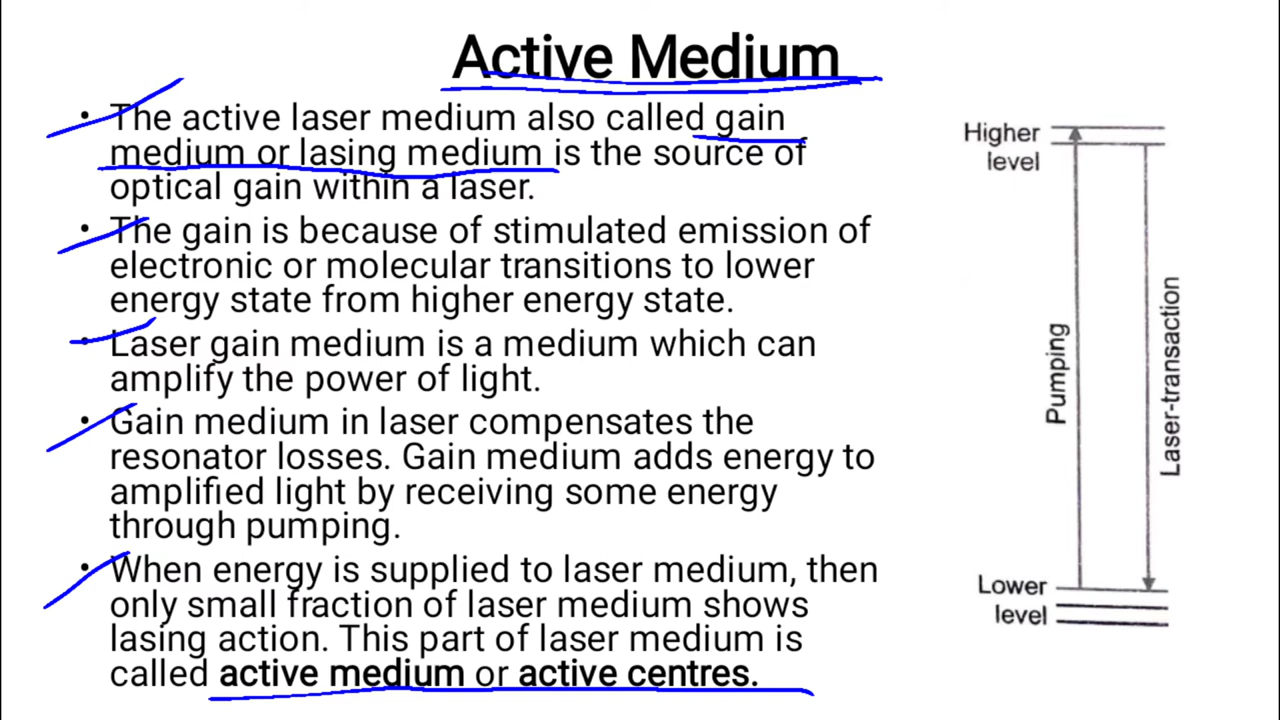 Active Medium
• The active laser medium also called gain
medium or lasing medium is the source of
optical gain within a laser.
• The gain is because of stimulated emission of
electronic or molecular transitions to lower
energy state from higher energy state.
• Laser gain medium is a medium which can
amplify the power of light.
• Gain medium in laser compensates the
resonator losses. Gain medium adds energy to
amplified light by receiving some energy
through pumping.
• When energy is supplied to laser medium, then
only small fraction of laser medium shows
lasing action. This part of laser medium is
called active medium or active centres.
Higher
level
Pumping
Laser-transaction
Lower
level